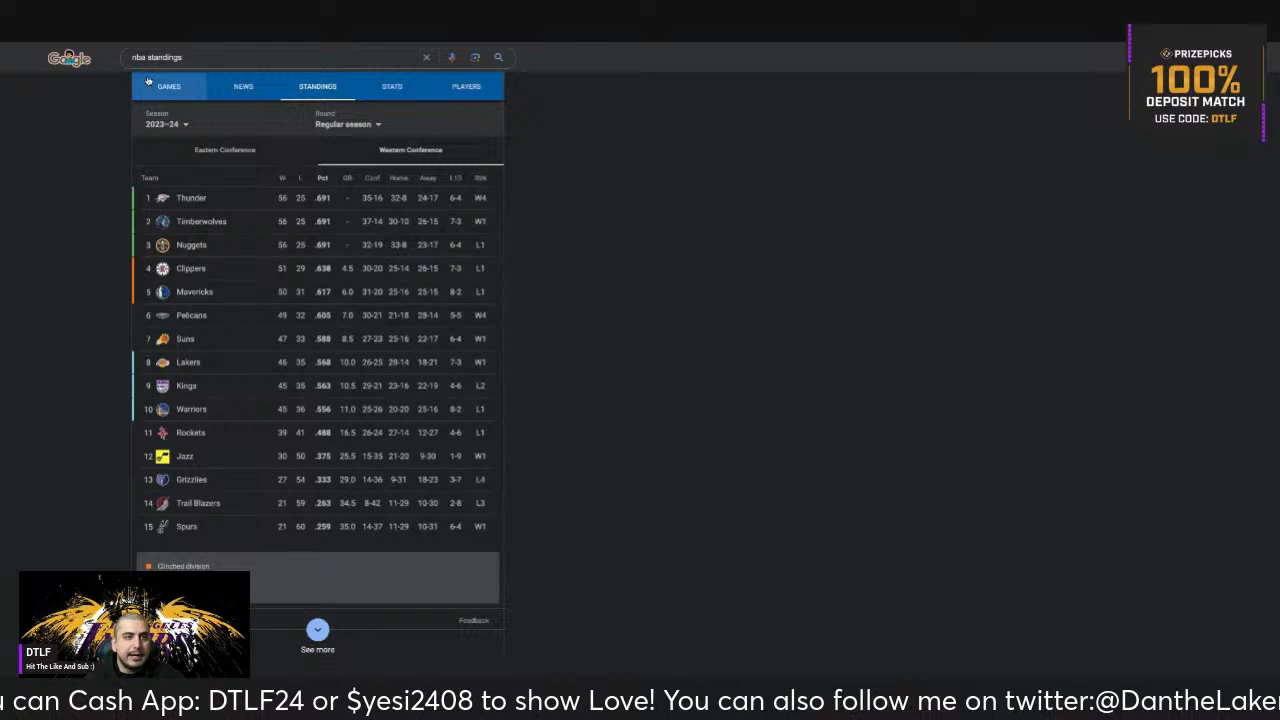 Google
nba standings
PRIZEPICKS
100%
DEPOSIT MATCH
USE CODE: DTLF
GAMES NEWS STANDINGS STATS PLAYERS
Season Round
2023–24 Regular season
Eastern Conference Western Conference
Team W L Pct GB Conf Home Away L10 Strk
1 Thunder 56 25 .691 - 35-16 32-8 24-17 6-4 W4
2 Timberwolves 56 25 .691 - 37-14 30-10 26-15 7-3 W1
3 Nuggets 56 25 .691 - 32-19 33-8 23-17 6-4 L1
4 Clippers 51 29 .638 4.5 30-20 25-14 26-15 7-3 L1
5 Mavericks 50 31 .617 6.0 31-20 25-16 25-15 8-2 L1
6 Pelicans 49 32 .605 7.0 30-21 21-18 28-14 5-5 W4
7 Suns 47 33 .588 8.5 27-23 25-16 22-17 6-4 W1
8 Lakers 46 35 .568 10.0 26-25 28-14 18-21 7-3 W1
9 Kings 45 35 .563 10.5 29-21 23-16 22-19 4-6 L2
10 Warriors 45 36 .556 11.0 25-26 20-20 25-16 8-2 L1
11 Rockets 39 41 .488 16.5 26-24 27-14 12-27 4-6 L1
12 Jazz 30 50 .375 25.5 15-35 21-20 9-30 1-9 W1
13 Grizzlies 27 54 .333 29.0 14-36 9-31 18-23 3-7 L4
14 Trail Blazers 21 59 .263 34.5 8-42 11-29 10-30 2-8 L3
15 Spurs 21 60 .259 35.0 14-37 11-29 10-31 6-4 W1
Clinched division
Feedback
See more
DTLF
Hit The Like And Sub :)
u can Cash App: DTLF24 or $yesi2408 to show Love! You can also follow me on twitter:@DantheLake